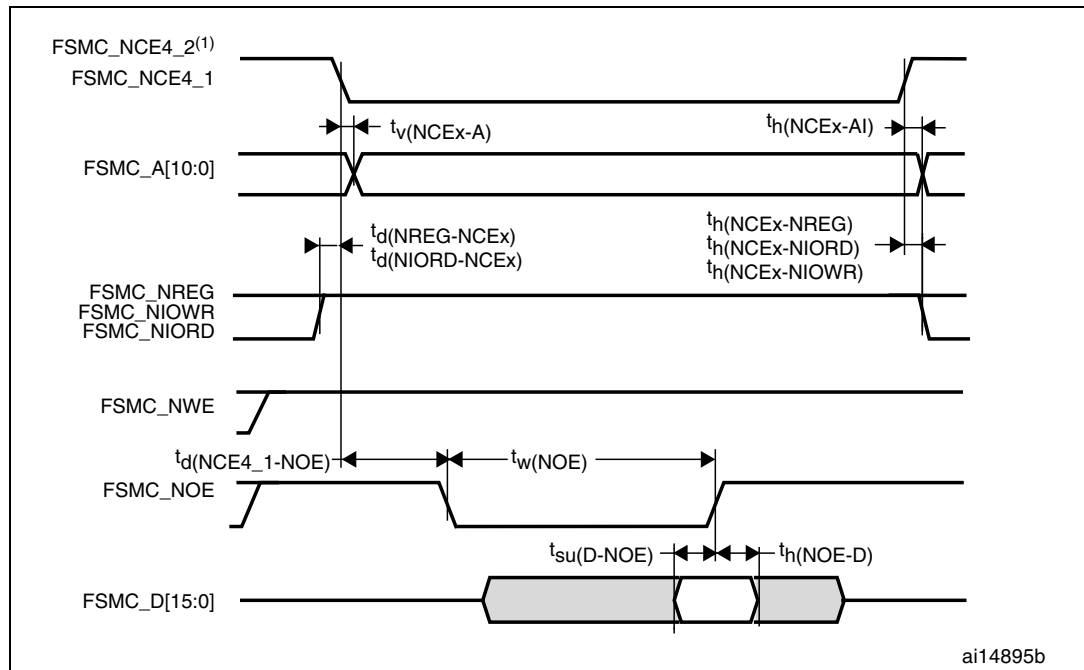 FSMC_NCE4_2(1)
FSMC_NCE4_1
tv(NCEx-A)
th(NCEx-AI)
FSMC_A[10:0]
td(NREG-NCEx)
td(NIORD-NCEx)
th(NCEx-NREG)
th(NCEx-NIORD)
th(NCEx-NIOWR)
FSMC_NREG
FSMC_NIOWR
FSMC_NIORD
FSMC_NWE
td(NCE4_1-NOE)
tw(NOE)
FSMC_NOE
tsu(D-NOE)
th(NOE-D)
FSMC_D[15:0]
ai14895b